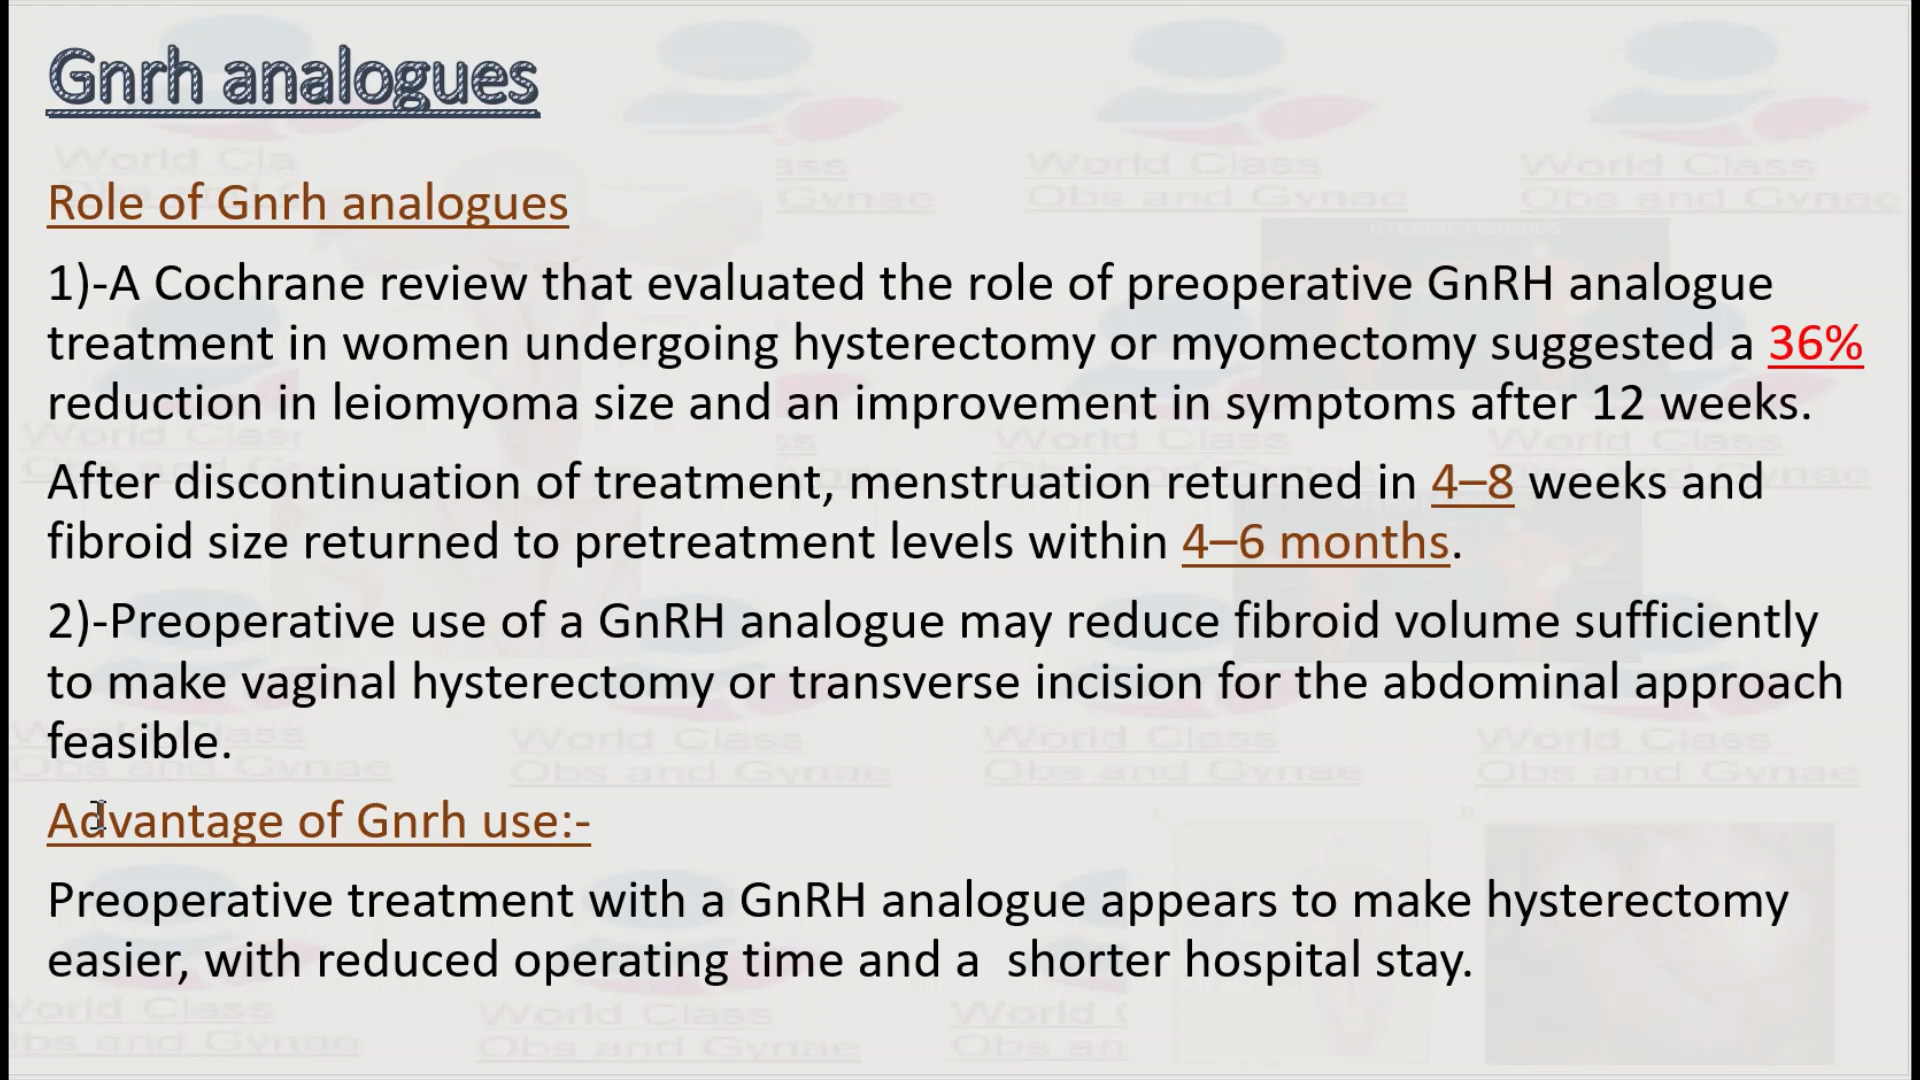 Gnrh analogues
Role of Gnrh analogues
1)-A Cochrane review that evaluated the role of preoperative GnRH analogue
treatment in women undergoing hysterectomy or myomectomy suggested a 36%
reduction in leiomyoma size and an improvement in symptoms after 12 weeks.
After discontinuation of treatment, menstruation returned in 4–8 weeks and
fibroid size returned to pretreatment levels within 4–6 months.
2)-Preoperative use of a GnRH analogue may reduce fibroid volume sufficiently
to make vaginal hysterectomy or transverse incision for the abdominal approach
feasible.
Advantage of Gnrh use:-
Preoperative treatment with a GnRH analogue appears to make hysterectomy
easier, with reduced operating time and a  shorter hospital stay.
World Class
Obs and Gynae